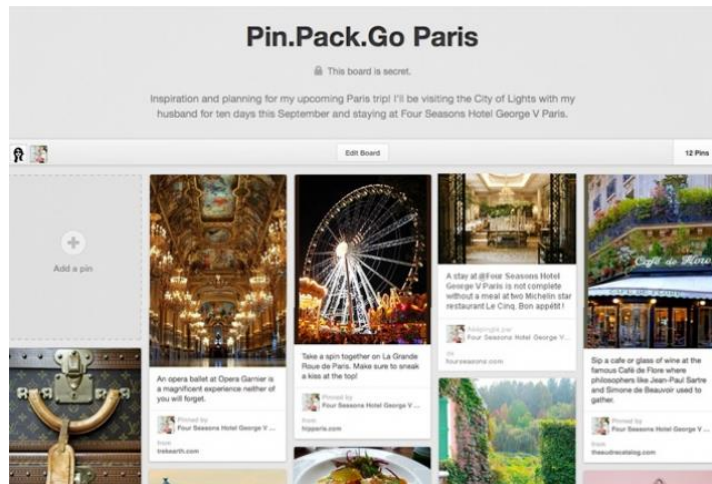 Pin.Pack.Go Paris
This board is secret.
Inspiration and planning for my upcoming Paris trip! I'll be visiting the City of Lights with my
husband for ten days this September and staying at Four Seasons Hotel George V Paris.
Edit Board
12 Pins
Add a pin
An opera ballet at Opera Garnier is
a magnificent experience neither of
you will forget.
Pinned by
Four Seasons Hotel George V ...
from
trekearth.com
Take a spin together on La Grande
Roue de Paris. Make sure to sneak
a kiss at the top!
Pinned by
Four Seasons Hotel George V ...
from
hipparis.com
A stay at @Four Seasons Hotel
George V Paris is not complete
without a meal at two Michelin star
restaurant Le Cinq. Bon appétit !
Réépinglé par
Four Seasons Hotel George V...
de
fourseasons.com
Café de Flore
Sip a cafe or glass of wine at the
famous Café de Flore where
philosophers like Jean-Paul Sartre
and Simone de Beauvoir used to
gather.
Pinned by
Four Seasons Hotel George V ...
from